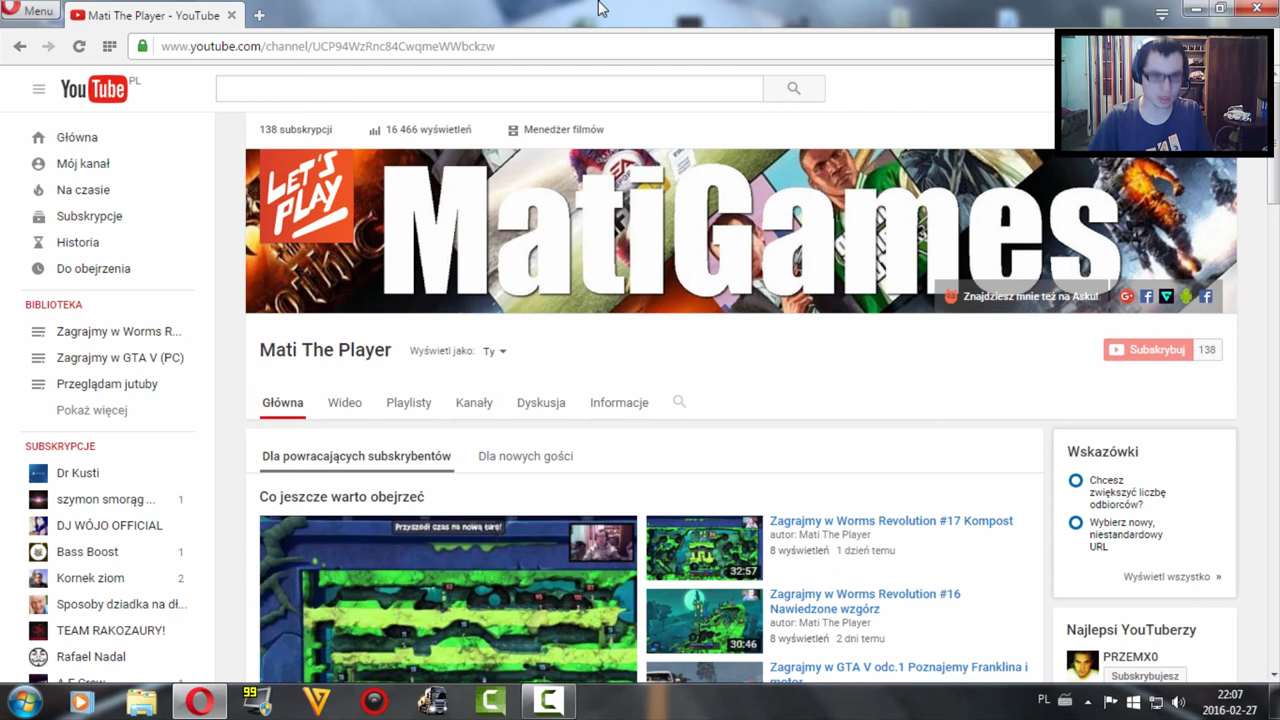 Menu
Mati The Player - YouTube
www.youtube.com/channel/UCP94WzRnc84CwqmeWWbckzw
YouTube PL
138 subskrypcji
16 466 wyświetleń
Menedżer filmów
Główna
Mój kanał
Na czasie
Subskrypcje
Historia
Do obejrzenia
BIBLIOTEKA
Zagrajmy w Worms R...
Zagrajmy w GTA V (PC)
Przeglądam jutuby
Pokaż więcej
SUBSKRYPCJE
Dr Kusti
szymon smorąg ... 1
DJ WÓJO OFFICIAL
Bass Boost 1
Kornek ziom 2
Sposoby dziadka na dł...
TEAM RAKOZAURY!
Rafael Nadal
LET'S
PLAY
MatiGames
Znajdziesz mnie też na Asku!
Mati The Player
Wyświetl jako: Ty
Subskrybuj 138
Główna
Wideo
Playlisty
Kanały
Dyskusja
Informacje
Dla powracających subskrybentów
Dla nowych gości
Co jeszcze warto obejrzeć
Przyszedł czas na nową turę!
32:57
Zagrajmy w Worms Revolution #17 Kompost
autor: Mati The Player
8 wyświetleń 1 dzień temu
30:46
Zagrajmy w Worms Revolution #16
Nawiedzone wzgórz
autor: Mati The Player
8 wyświetleń 2 dni temu
Zagrajmy w GTA V odc.1 Poznajemy Franklina i
Wskazówki
Chcesz
zwiększyć liczbę
odbiorców?
Wybierz nowy,
niestandardowy
URL
Wyświetl wszystko »
Najlepsi YouTuberzy
PRZEMX0
Subskrybujesz
99
PL
22:07
2016-02-27